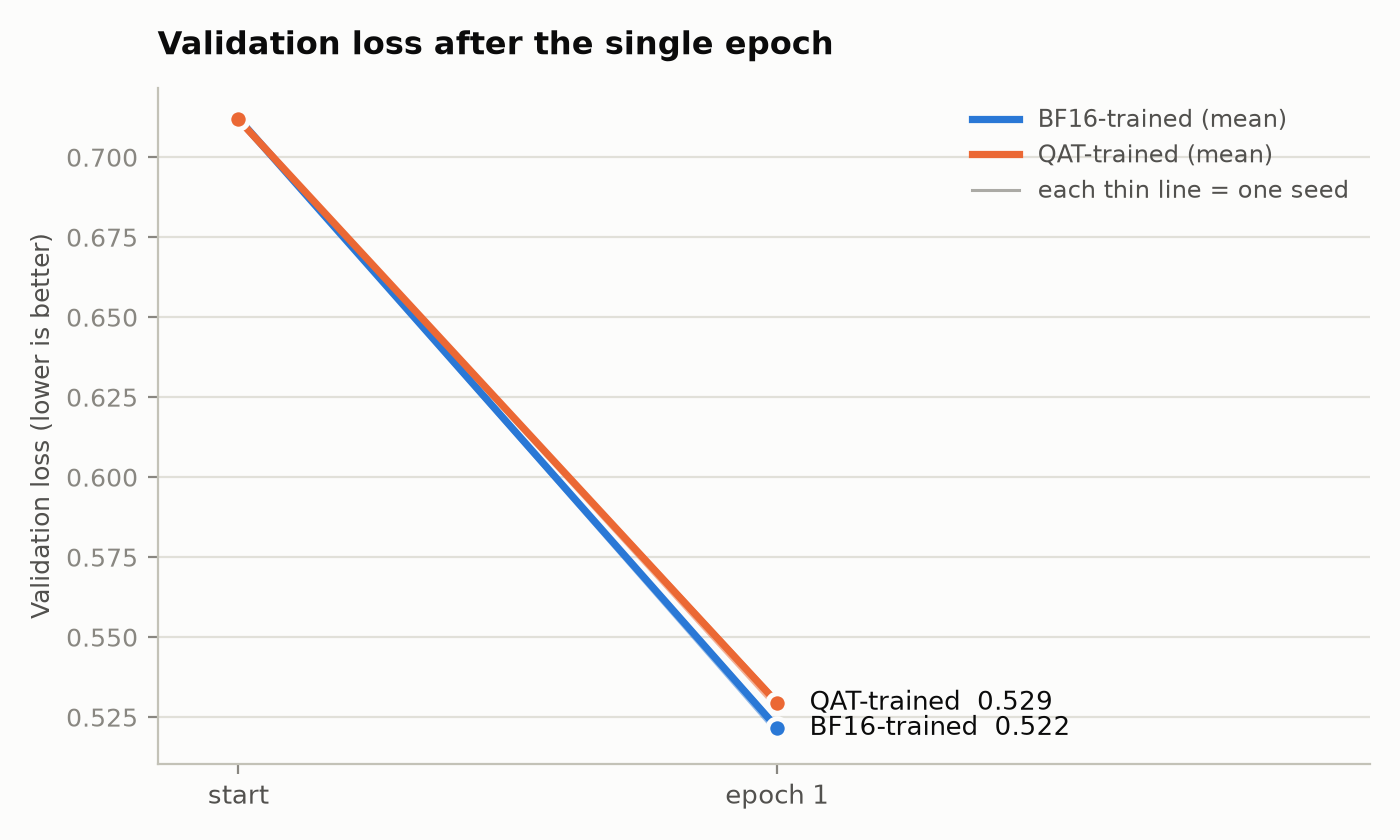 Validation loss after the single epoch
BF16-trained (mean)
QAT-trained (mean)
each thin line = one seed
Validation loss (lower is better)
0.700
0.675
0.650
0.625
0.600
0.575
0.550
0.525
QAT-trained 0.529
BF16-trained 0.522
start
epoch 1